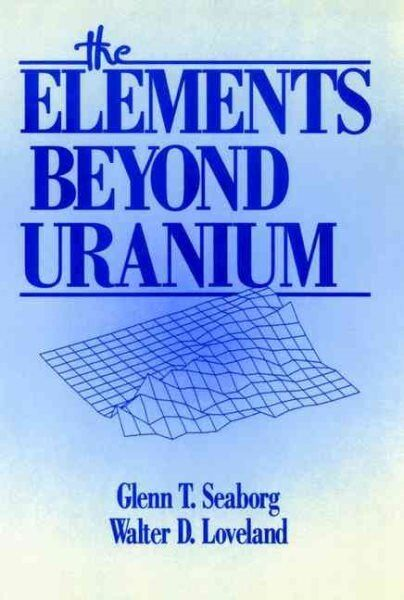 the
ELEMENTS
BEYOND
URANIUM
Glenn T. Seaborg
Walter D. Loveland